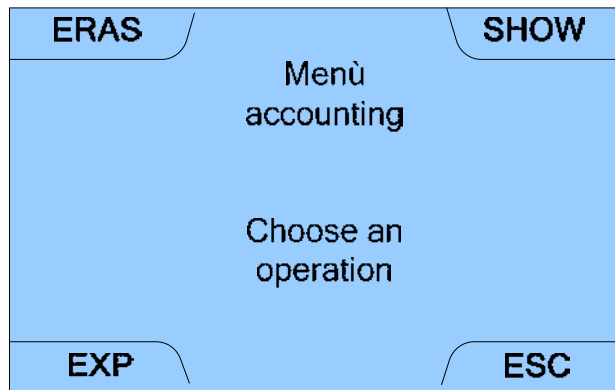 ERAS
SHOW
Menù
accounting
Choose an
operation
EXP
ESC